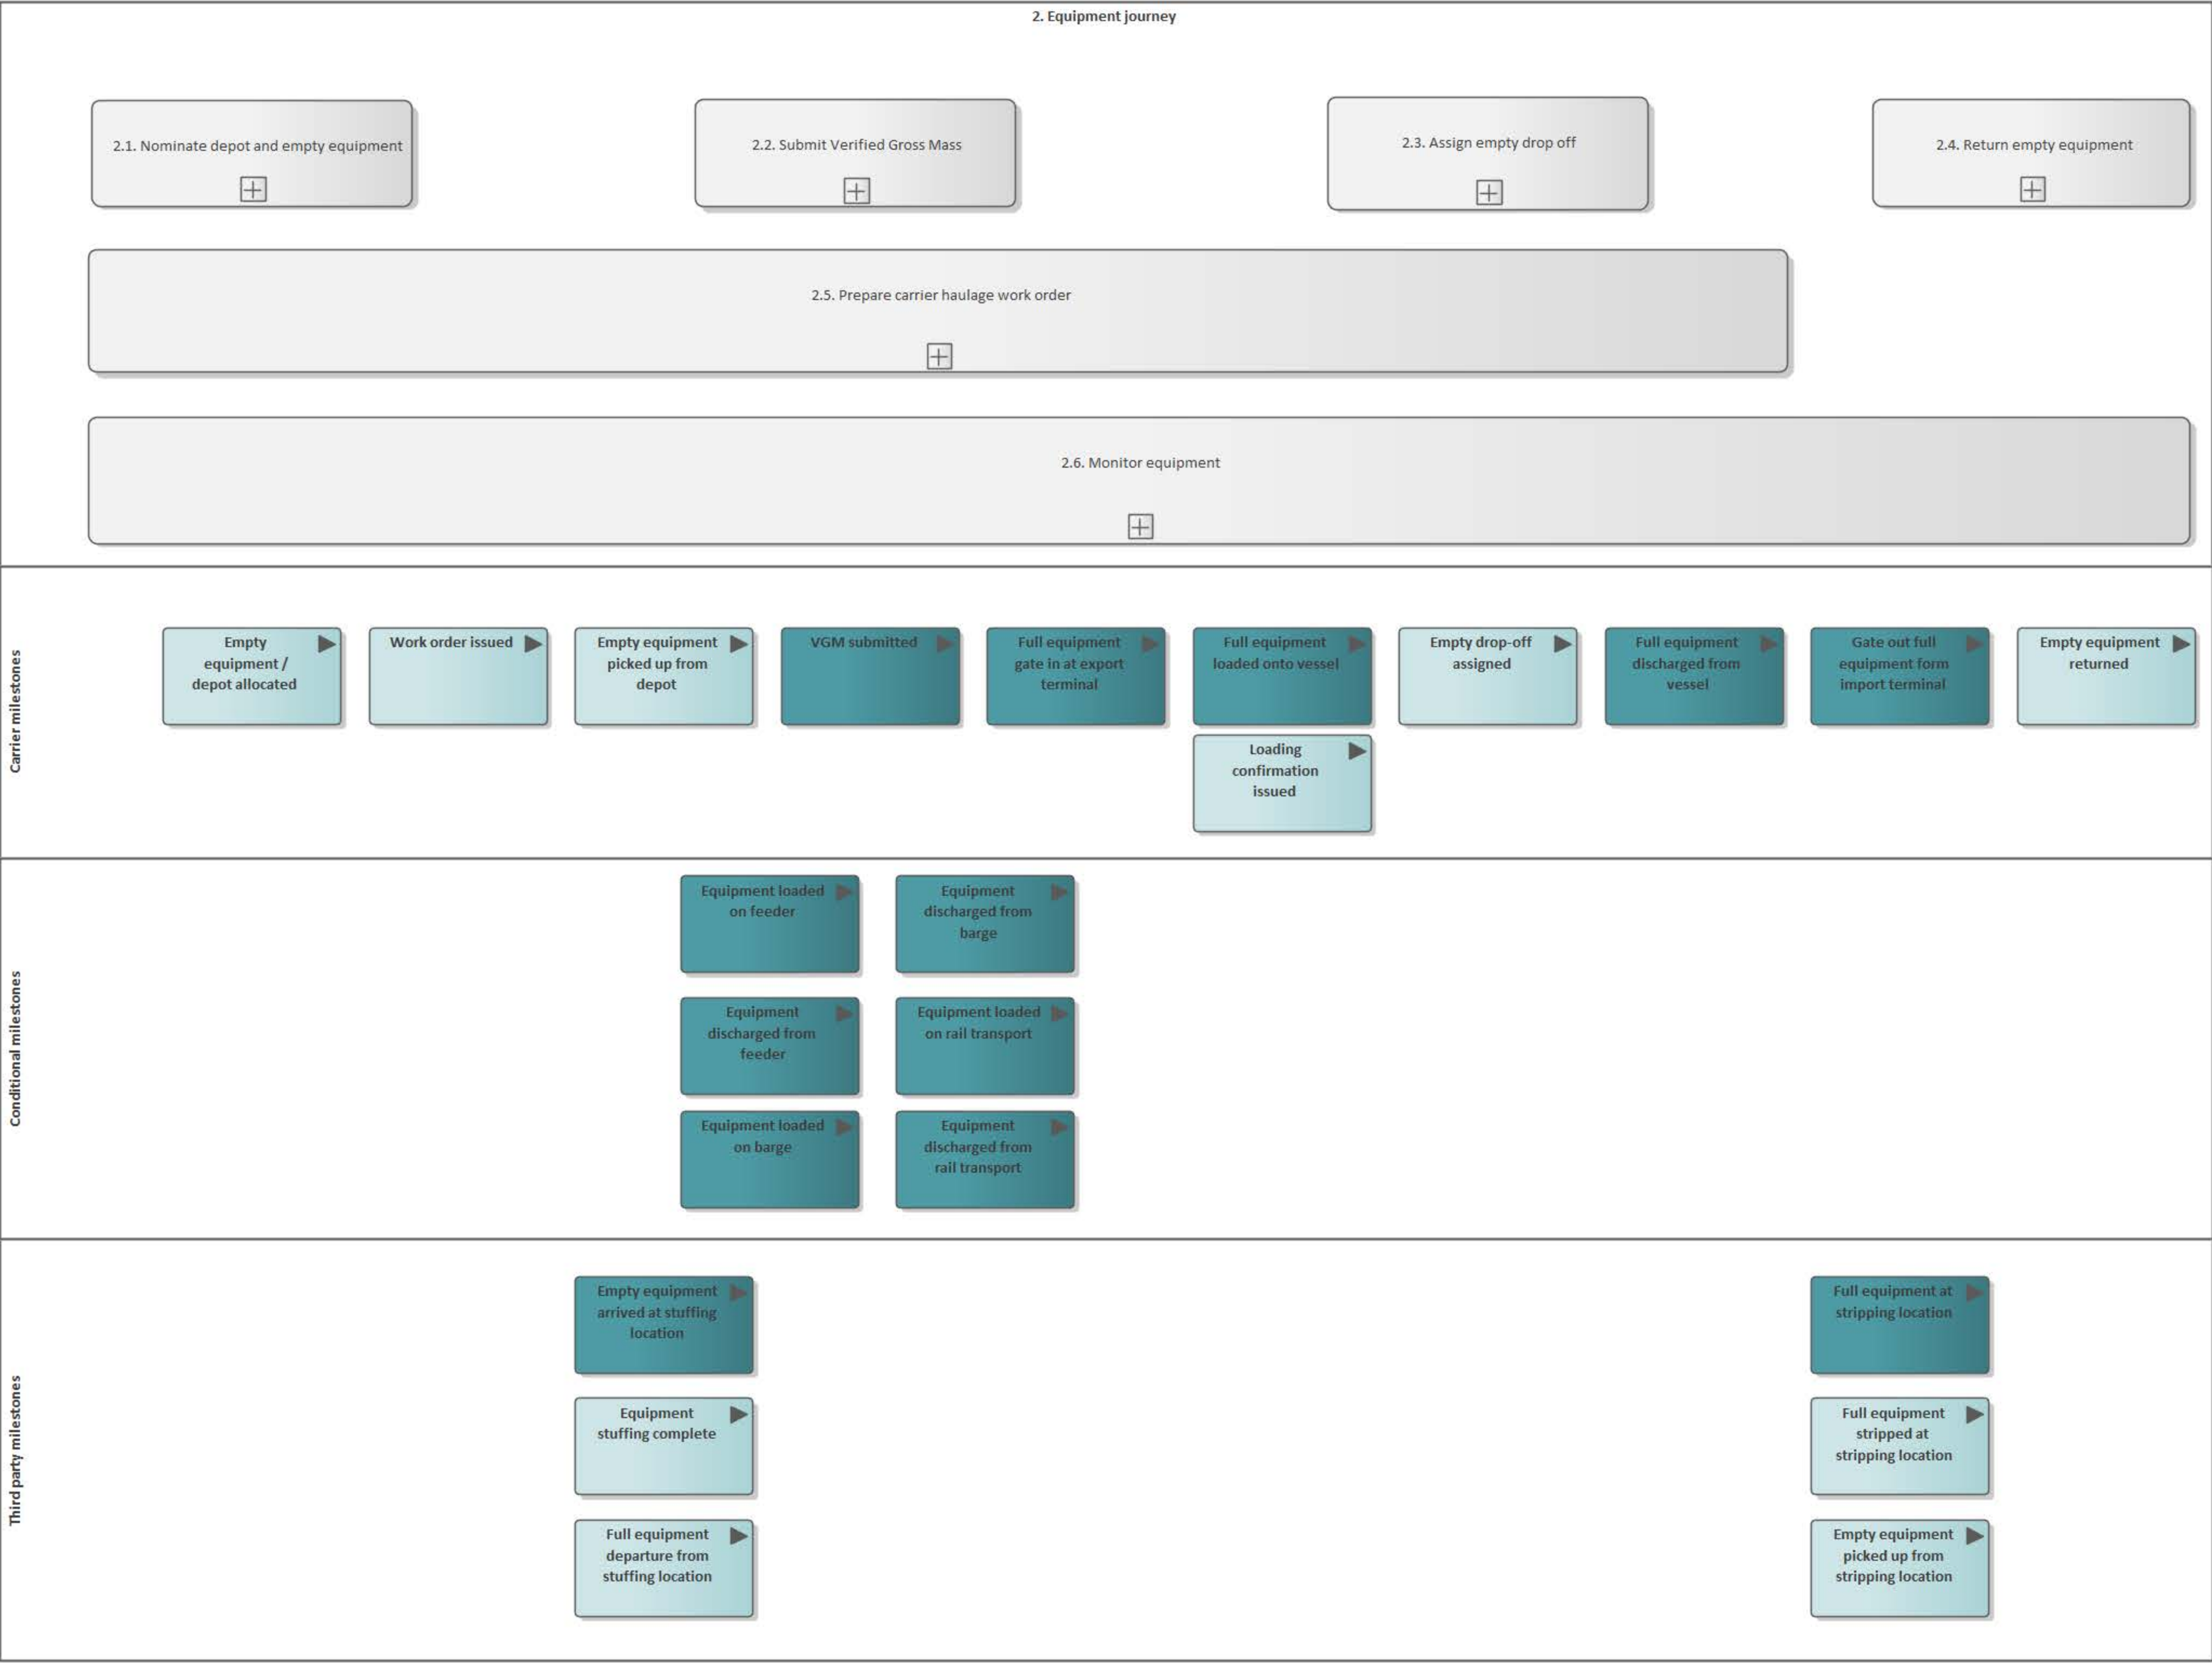 2. Equipment journey
2.1. Nominate depot and empty equipment
2.2. Submit Verified Gross Mass
2.3. Assign empty drop off
2.4. Return empty equipment
2.5. Prepare carrier haulage work order
2.6. Monitor equipment
Carrier milestones
Empty
equipment /
depot allocated
Work order issued
Empty equipment
picked up from
depot
VGM submitted
Full equipment
gate in at export
terminal
Full equipment
loaded onto vessel
Empty drop-off
assigned
Full equipment
discharged from
vessel
Gate out full
equipment form
import terminal
Empty equipment
returned
Loading
confirmation
issued
Conditional milestones
Equipment loaded
on feeder
Equipment
discharged from
barge
Equipment
discharged from
feeder
Equipment loaded
on rail transport
Equipment loaded
on barge
Equipment
discharged from
rail transport
Third party milestones
Empty equipment
arrived at stuffing
location
Full equipment at
stripping location
Equipment
stuffing complete
Full equipment
stripped at
stripping location
Full equipment
departure from
stuffing location
Empty equipment
picked up from
stripping location